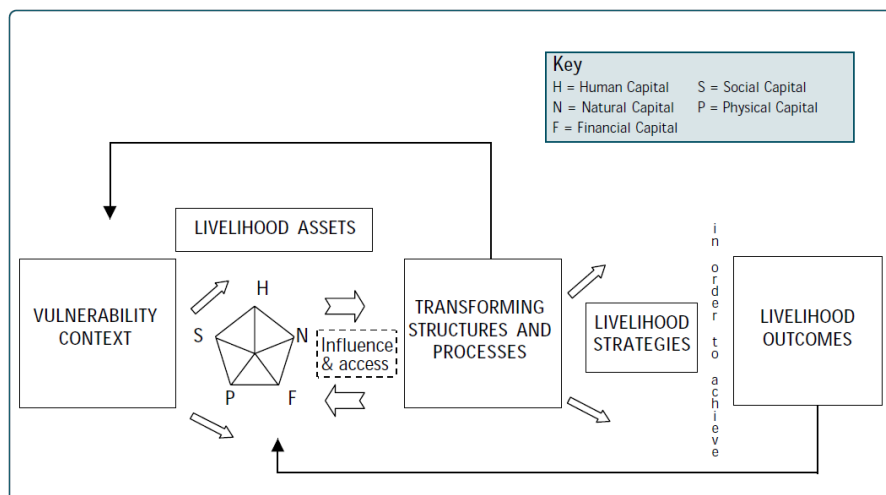 Key
H = Human Capital S = Social Capital
N = Natural Capital P = Physical Capital
F = Financial Capital
LIVELIHOOD ASSETS
VULNERABILITY
CONTEXT
H
S
N
P
F
Influence
& access
TRANSFORMING
STRUCTURES AND
PROCESSES
LIVELIHOOD
STRATEGIES
in order to achieve
LIVELIHOOD
OUTCOMES